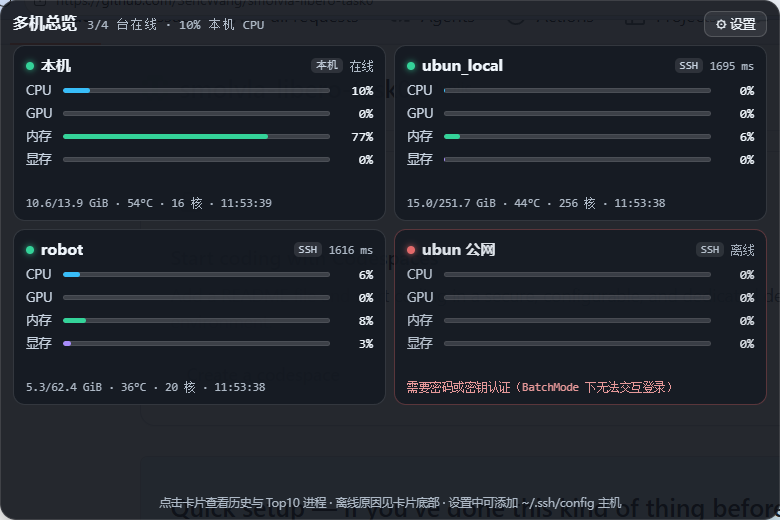 多机总览 3/4 台在线 · 10% 本机 CPU
⚙ 设置
本机 本机 在线
CPU 10%
GPU 0%
内存 77%
显存 0%
10.6/13.9 GiB · 54°C · 16 核 · 11:53:39
ubun_local SSH 1695 ms
CPU 0%
GPU 0%
内存 6%
显存 0%
15.0/251.7 GiB · 44°C · 256 核 · 11:53:38
robot SSH 1616 ms
CPU 6%
GPU 0%
内存 8%
显存 3%
5.3/62.4 GiB · 36°C · 20 核 · 11:53:38
ubun 公网 SSH 离线
CPU 0%
GPU 0%
内存 0%
显存 0%
需要密码或密钥认证（BatchMode 下无法交互登录）
点击卡片查看历史与 Top10 进程 · 离线原因见卡片底部 · 设置中可添加 ~/.ssh/config 主机